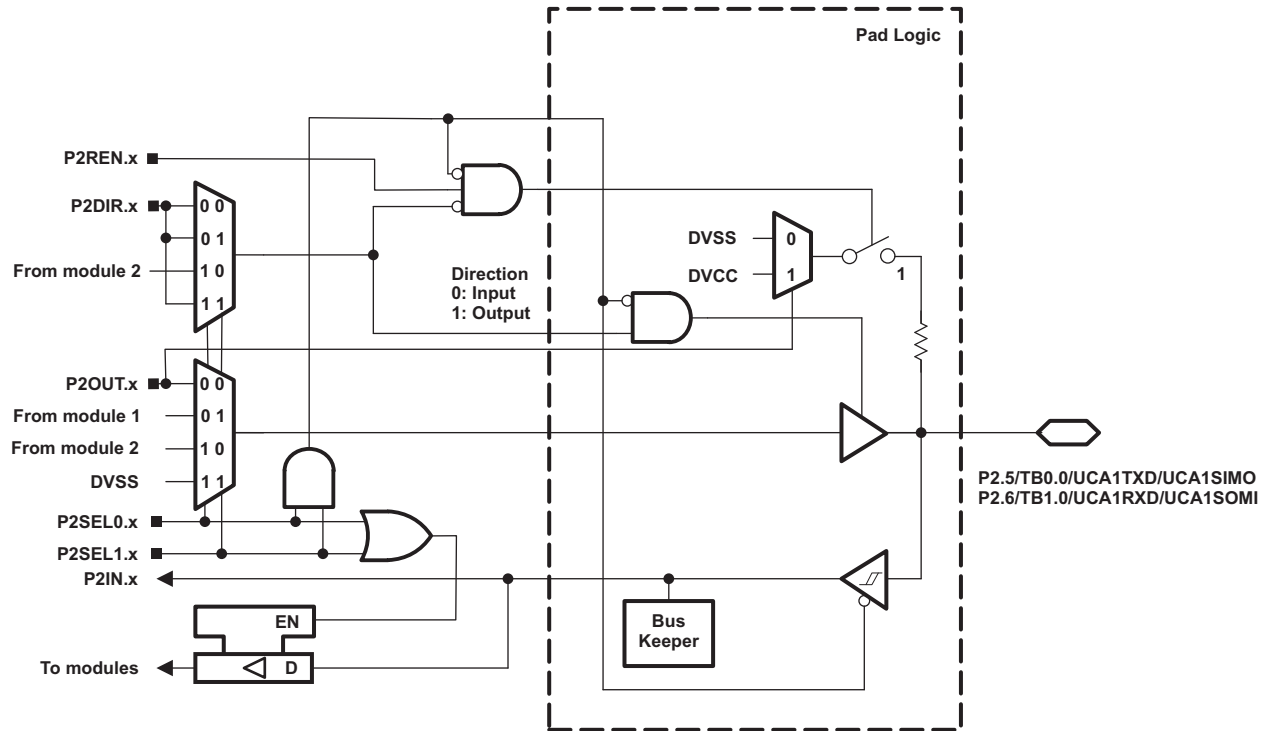 Pad Logic
P2REN.x
P2DIR.x
0 0
0 1
From module 2
1 0
1 1
Direction
0: Input
1: Output
DVSS
0
DVCC
1
1
P2OUT.x
0 0
From module 1
0 1
From module 2
1 0
DVSS
1 1
P2.5/TB0.0/UCA1TXD/UCA1SIMO
P2.6/TB1.0/UCA1RXD/UCA1SOMI
P2SEL0.x
P2SEL1.x
P2IN.x
EN
Bus
Keeper
To modules
D